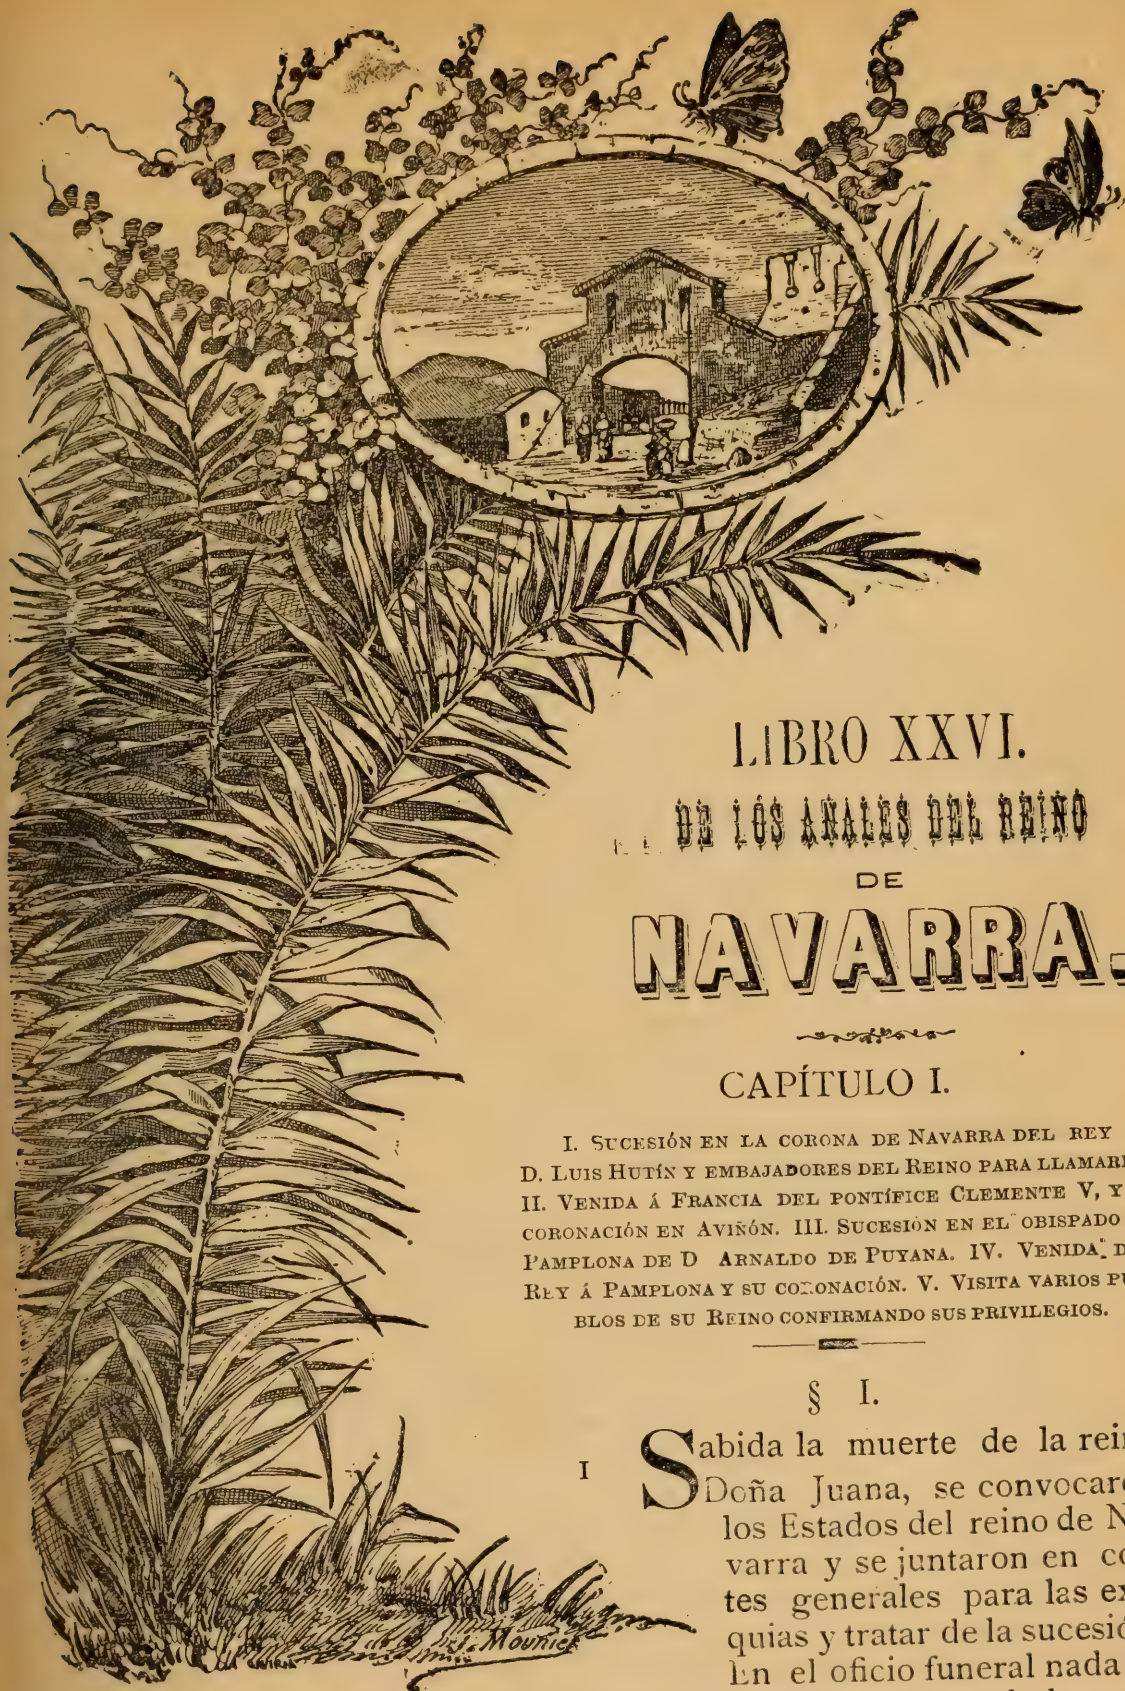 LIBRO XXVI.
DE LOS ANALES DEL REINO
DE
NAVARRA.
CAPÍTULO I.
I. SUCESIÓN EN LA CORONA DE NAVARRA DEL REY
D. LUIS HUTÍN Y EMBAJADORES DEL REINO PARA LLAMARL
II. VENIDA Á FRANCIA DEL PONTÍFICE CLEMENTE V, Y
CORONACIÓN EN AVIÑÓN. III. SUCESIÓN EN EL OBISPADO
PAMPLONA DE D ARNALDO DE PUYANA. IV. VENIDA D
REY Á PAMPLONA Y SU CORONACIÓN. V. VISITA VARIOS PU
BLOS DE SU REINO CONFIRMANDO SUS PRIVILEGIOS.
§ I.
1 Sabida la muerte de la rein
Doña Juana, se convocaro
los Estados del reino de N
varra y se juntaron en co
tes generales para las ex
quias y tratar de la sucesió
En el oficio funeral nada
Mounier